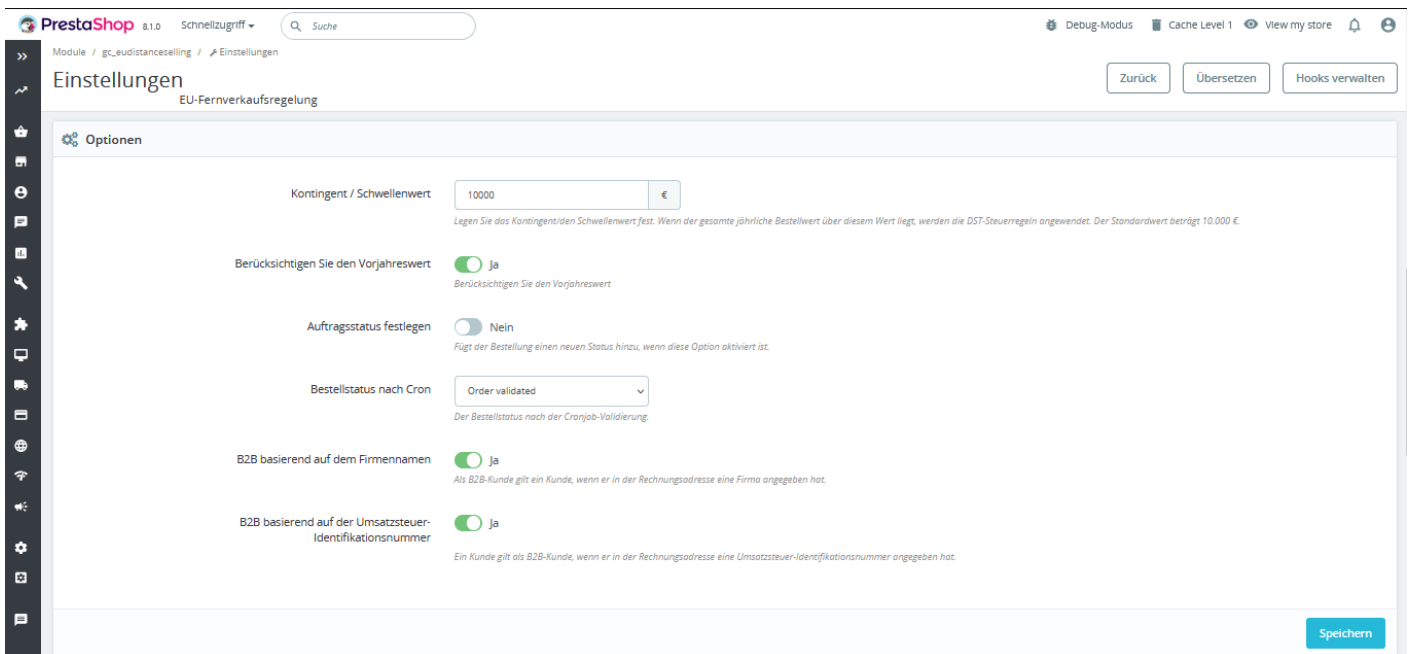 PrestaShop 8.1.0 Schnellzugriff Suche Debug-Modus Cache Level 1 View my store
Module / gc_eudistanceselling / Einstellungen
Einstellungen
EU-Fernverkaufsregelung
Zurück Übersetzen Hooks verwalten
Optionen
Kontingent / Schwellenwert 10000 €
Legen Sie das Kontingent/den Schwellenwert fest. Wenn der gesamte jährliche Bestellwert über diesem Wert liegt, werden die DST-Steuerregeln angewendet. Der Standardwert beträgt 10.000 €.
Berücksichtigen Sie den Vorjahreswert Ja
Berücksichtigen Sie den Vorjahreswert
Auftragsstatus festlegen Nein
Fügt der Bestellung einen neuen Status hinzu, wenn diese Option aktiviert ist.
Bestellstatus nach Cron Order validated
Der Bestellstatus nach der Cronjob-Validierung.
B2B basierend auf dem Firmennamen Ja
Als B2B-Kunde gilt ein Kunde, wenn er in der Rechnungsadresse eine Firma angegeben hat.
B2B basierend auf der Umsatzsteuer-
Identifikationsnummer Ja
Ein Kunde gilt als B2B-Kunde, wenn er in der Rechnungsadresse eine Umsatzsteuer-Identifikationsnummer angegeben hat.
Speichern